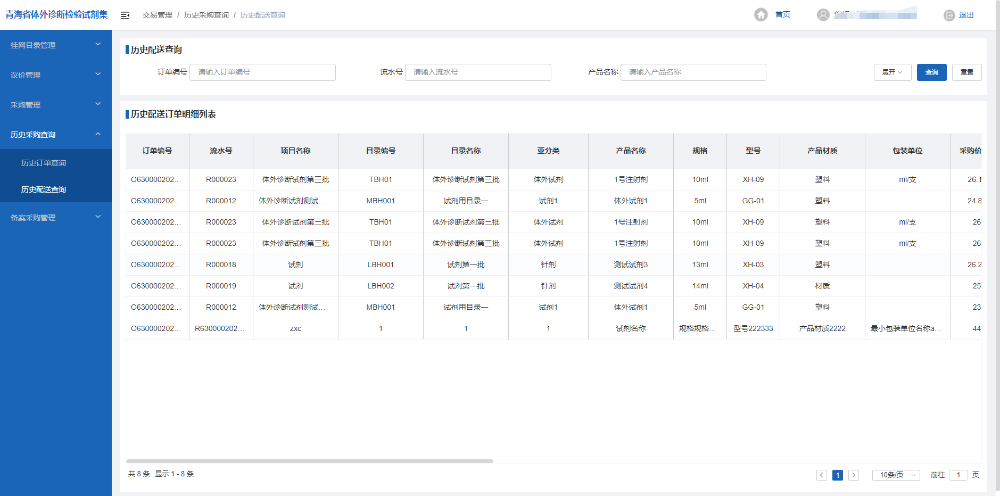 青海省体外诊断检验试剂集
交易管理 / 历史采购查询 / 历史配送查询
首页
退出
挂网目录管理
议价管理
采购管理
历史采购查询
历史订单查询
历史配送查询
备案采购管理
历史配送查询
订单编号 请输入订单编号 流水号 请输入流水号 产品名称 请输入产品名称 展开 查询 重置
历史配送订单明细列表
订单编号 流水号 项目名称 目录编号 目录名称 亚分类 产品名称 规格 型号 产品材质 包装单位 采购价
O630000202... R000023 体外诊断试剂第三批 TBH01 体外诊断试剂第三批 体外试剂 1号注射剂 10ml XH-09 塑料 ml/支 26.1
O630000202... R000012 体外诊断试剂测试... MBH001 试剂用目录一 试剂1 体外试剂1 5ml GG-01 塑料 24.8
O630000202... R000023 体外诊断试剂第三批 TBH01 体外诊断试剂第三批 体外试剂 1号注射剂 10ml XH-09 塑料 ml/支 26
O630000202... R000023 体外诊断试剂第三批 TBH01 体外诊断试剂第三批 体外试剂 1号注射剂 10ml XH-09 塑料 ml/支 26
O630000202... R000018 试剂 LBH001 试剂第一批 针剂 测试试剂3 13ml XH-03 塑料 26.2
O630000202... R000019 试剂 LBH002 试剂第一批 针剂 测试试剂4 14ml XH-04 材质 25
O630000202... R000012 体外诊断试剂测试... MBH001 试剂用目录一 试剂1 体外试剂1 5ml GG-01 塑料 23
O630000202... R630000202... zxc 1 1 1 试剂名称 规格规格... 型号222333 产品材质2222 最小包装单位名称a... 44
共 8 条 显示 1 - 8 条
1 10条/页 前往 1 页